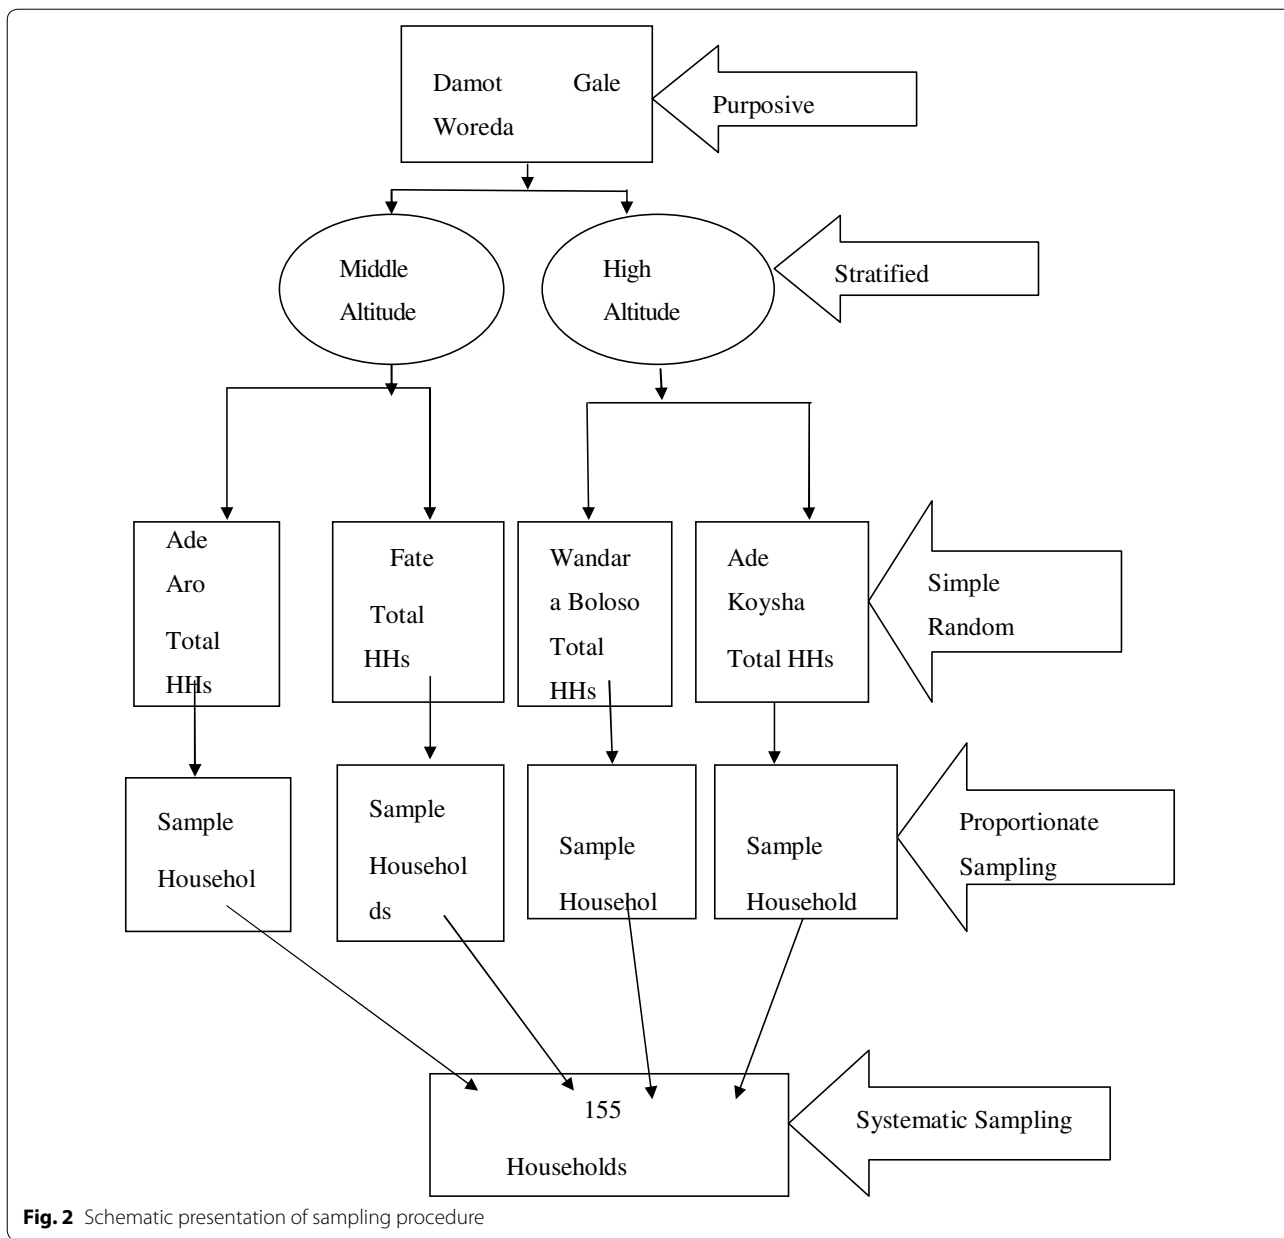 Damot Gale
Woreda
Purposive
Middle
Altitude
High
Altitude
Stratified
Ade
Aro
Total
HHs
Fate
Total
HHs
Wandar
a Boloso
Total
HHs
Ade
Koysha
Total HHs
Simple
Random
Sample
Househol
Sample
Househol
ds
Sample
Househol
Sample
Household
Proportionate
Sampling
155
Households
Systematic Sampling
Fig. 2 Schematic presentation of sampling procedure